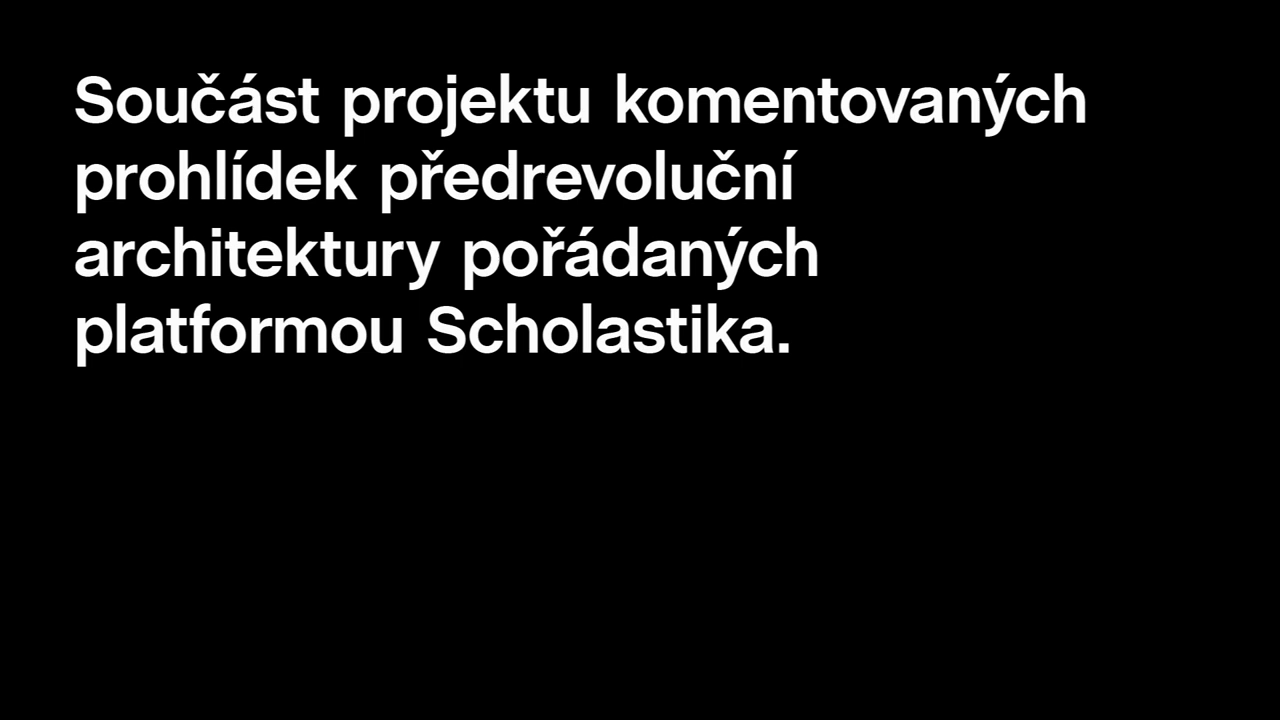 Součást projektu komentovaných
prohlídek předrevoluční
architektury pořádaných
platformou Scholastika.